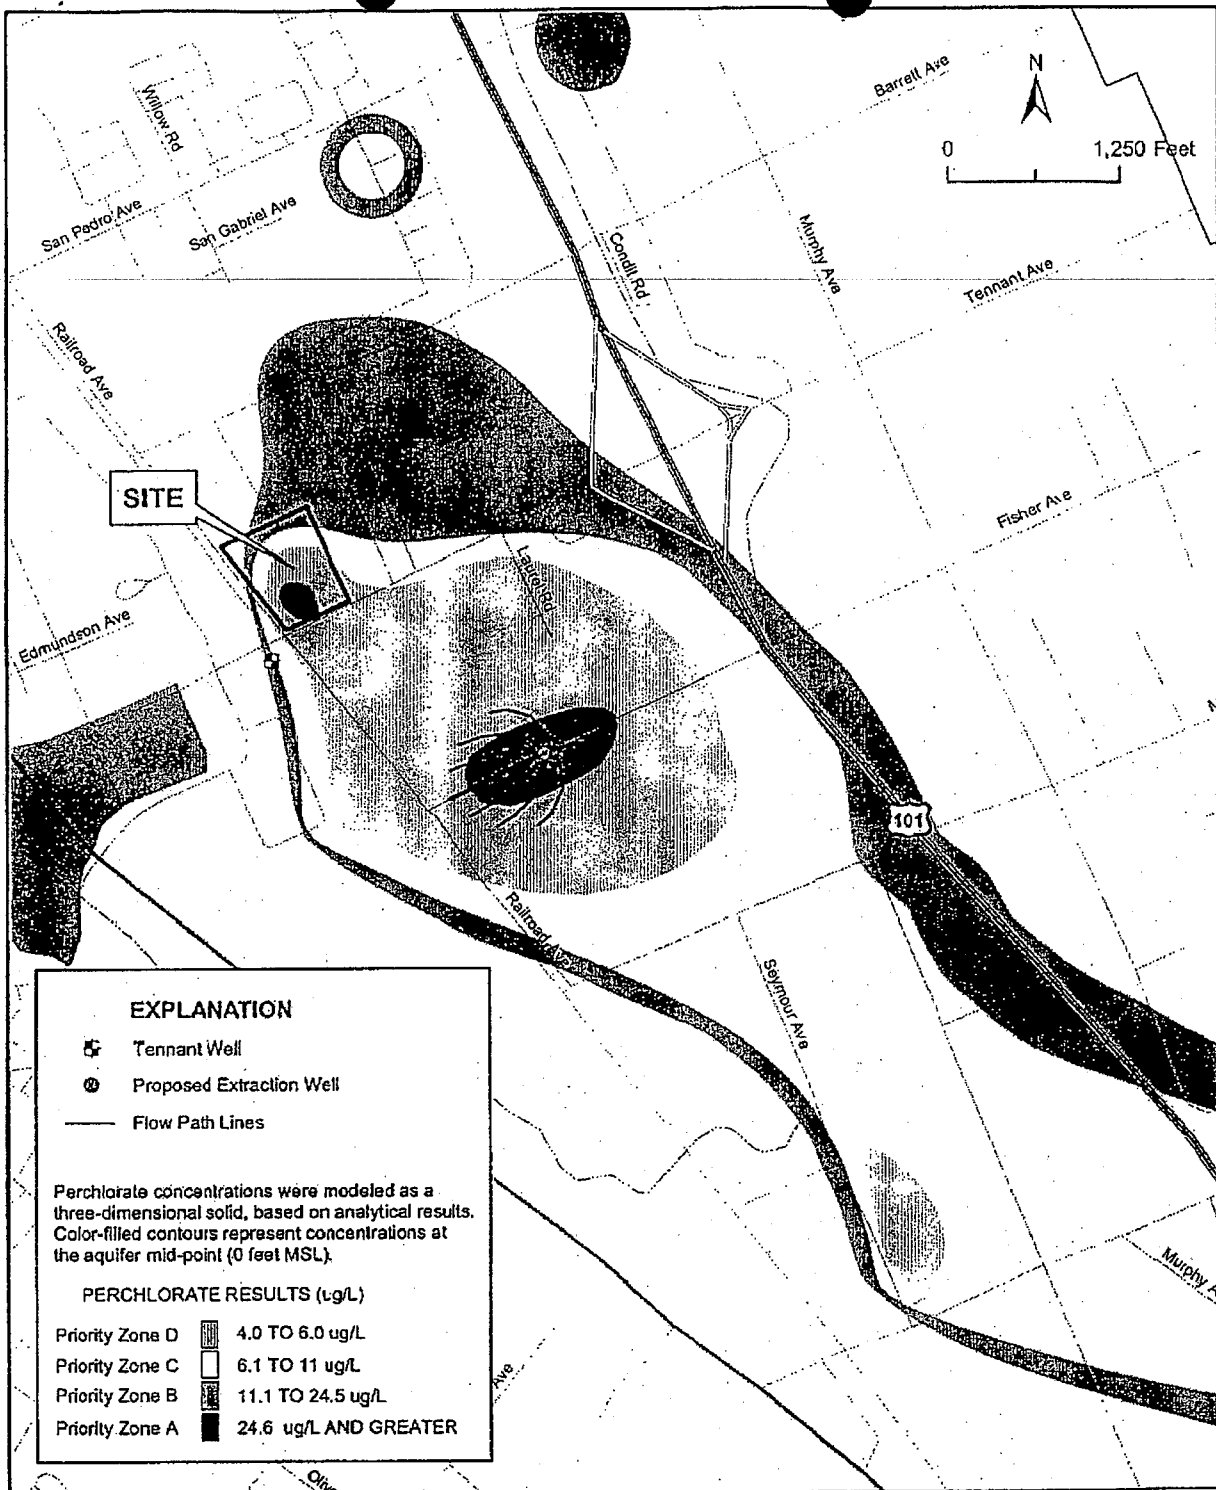 Barrett Ave
N
0 1,250 Feet
Willow Rd
San Pedro Ave
San Gabriel Ave
Condit Rd
Murphy Ave
Tennant Ave
Railroad Ave
SITE
Fisher Ave
Laurel Rd
Edmundson Ave
101
Railroad Ave
Seymour Ave
EXPLANATION
Tennant Well
Proposed Extraction Well
Flow Path Lines
Perchlorate concentrations were modeled as a
three-dimensional solid, based on analytical results.
Color-filled contours represent concentrations at
the aquifer mid-point (0 feet MSL).
PERCHLORATE RESULTS (ug/L)
Priority Zone D 4.0 TO 6.0 ug/L
Priority Zone C 6.1 TO 11 ug/L
Priority Zone B 11.1 TO 24.5 ug/L
Priority Zone A 24.6 ug/L AND GREATER
Murphy A
Ave